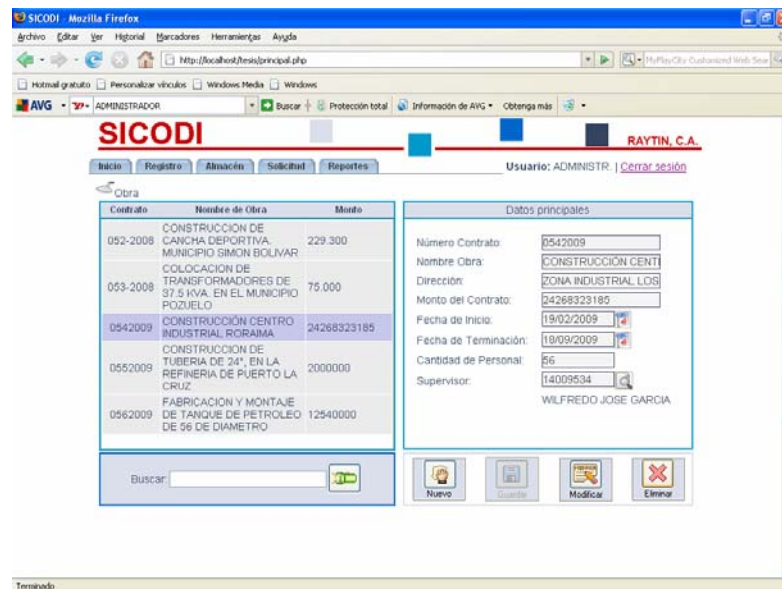 SICODI - Mozilla Firefox
Archivo Editar Ver Historial Marcadores Herramientas Ayuda
http://localhost/tesis/principal.php
MyPlayCity Customized Web Sear
Hotmail gratuito Personalizar vínculos Windows Media Windows
AVG ADMINISTRADOR Buscar Protección total Información de AVG Obtenga más
SICODI
RAYTIN, C.A.
Inicio Registro Almacén Solicitud Reportes
Usuario: ADMINISTR. | Cerrar sesión
Obra
Contrato Nombre de Obra Monto
052-2008 CONSTRUCCION DE CANCHA DEPORTIVA. MUNICIPIO SIMON BOLIVAR 229.300
053-2008 COLOCACION DE TRANSFORMADORES DE 37.5 KVA. EN EL MUNICIPIO POZUELO 75.000
0542009 CONSTRUCCIÓN CENTRO INDUSTRIAL RORAIMA 24268323185
0552009 CONSTRUCCION DE TUBERIA DE 24", EN LA REFINERIA DE PUERTO LA CRUZ 2000000
0562009 FABRICACION Y MONTAJE DE TANQUE DE PETROLEO DE 56 DE DIAMETRO 12540000
Datos principales
Número Contrato: 0542009
Nombre Obra: CONSTRUCCIÓN CENTI
Dirección: ZONA INDUSTRIAL LOS
Monto del Contrato: 24268323185
Fecha de Inicio: 19/02/2009
Fecha de Terminación: 18/09/2009
Cantidad de Personal: 56
Supervisor: 14009534
WILFREDO JOSE GARCIA
Buscar:
Nuevo Guardar Modificar Eliminar
Terminado